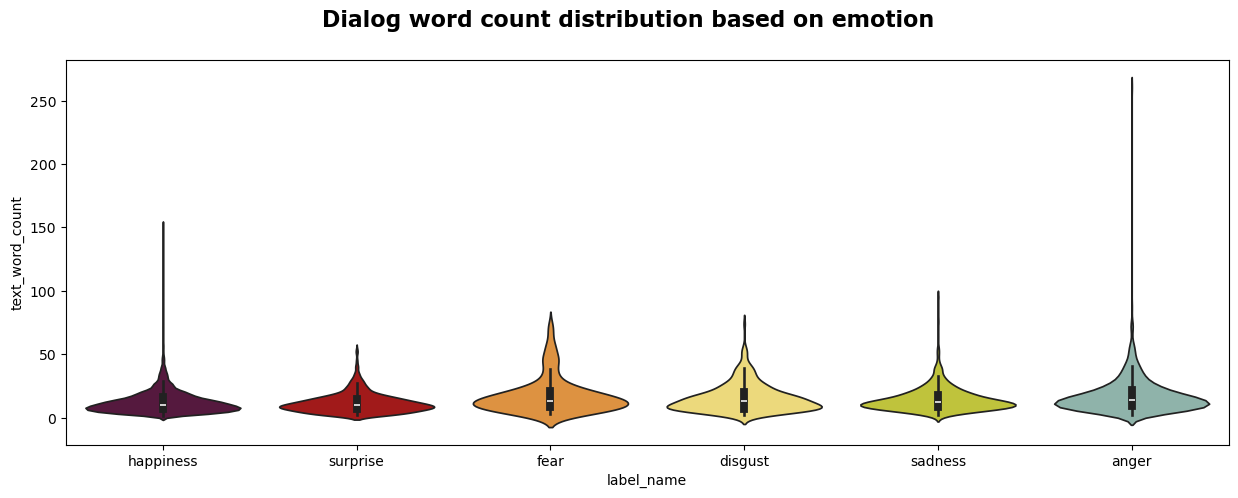 Dialog word count distribution based on emotion
250
200
150
100
50
0
text_word_count
happiness surprise fear disgust sadness anger
label_name